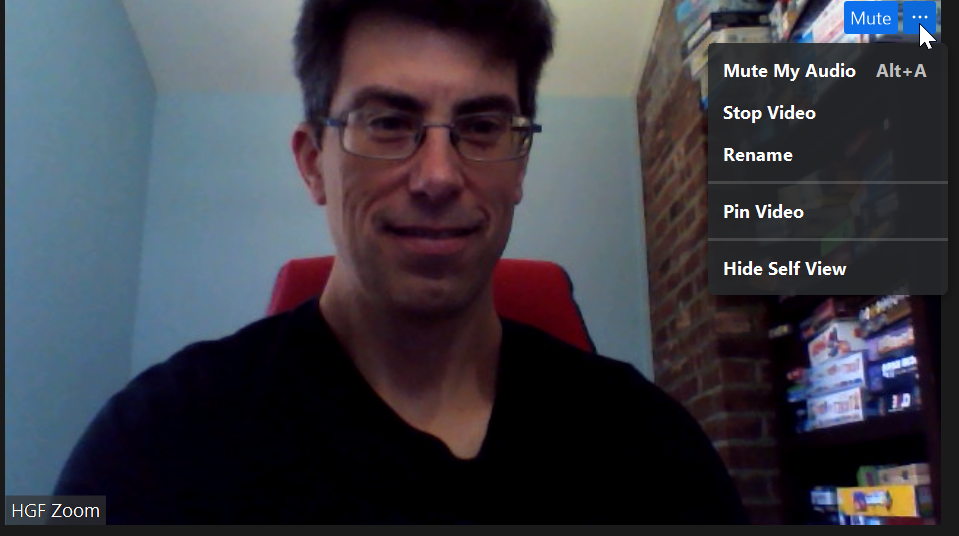 Mute ...
Mute My Audio Alt+A
Stop Video
Rename
Pin Video
Hide Self View
HGF Zoom